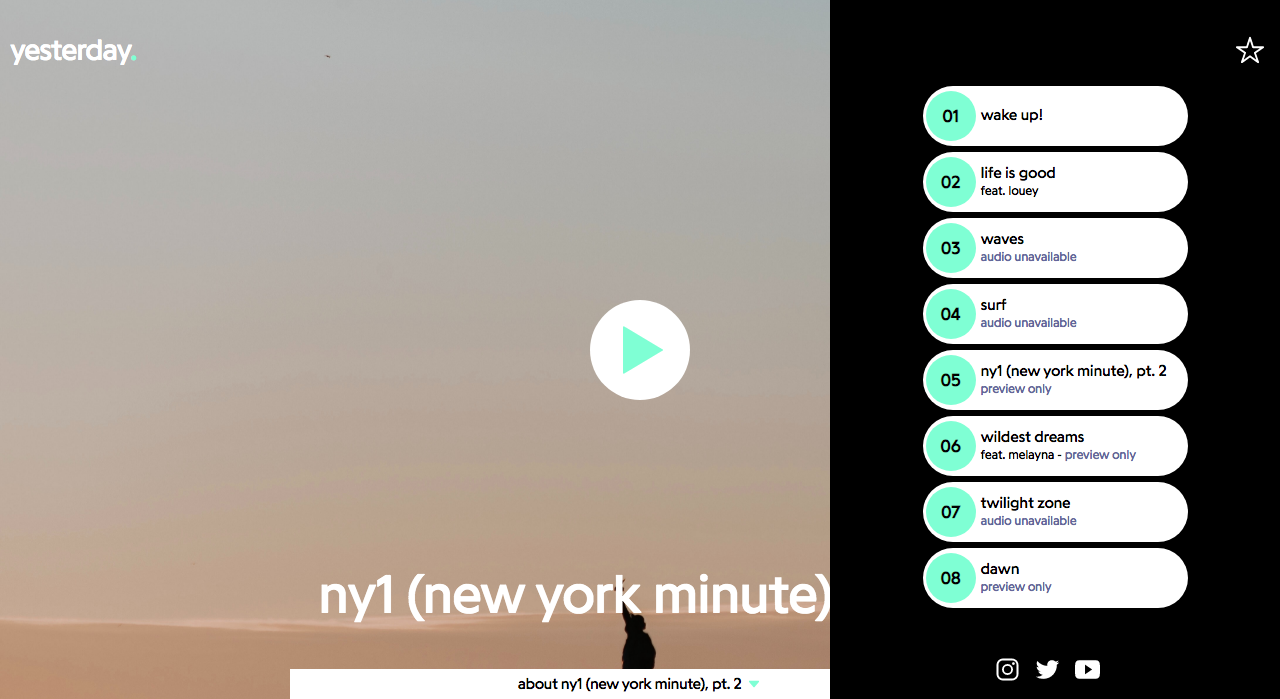 yesterday.
01
wake up!
02
life is good
feat. louey
03
waves
audio unavailable
04
surf
audio unavailable
05
ny1 (new york minute), pt. 2
preview only
06
wildest dreams
feat. melayna - preview only
07
twilight zone
audio unavailable
08
dawn
preview only
ny1 (new york minute)
about ny1 (new york minute), pt. 2